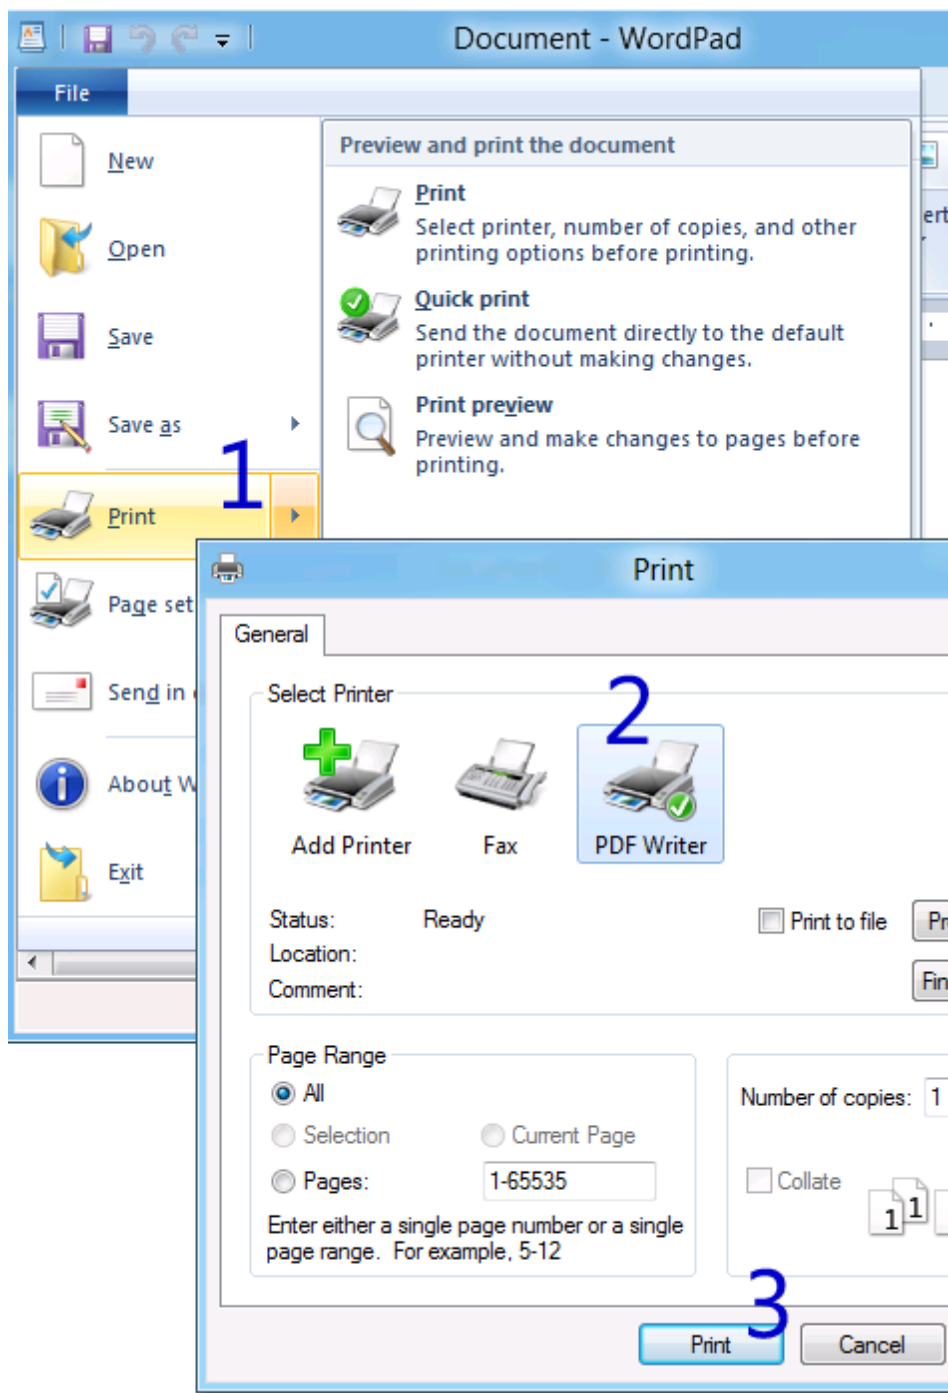 Document - WordPad
File
New
Open
Save
Save as
Print
Page set
Send in
About W
Exit
Preview and print the document
Print
Select printer, number of copies, and other
printing options before printing.
Quick print
Send the document directly to the default
printer without making changes.
Print preview
Preview and make changes to pages before
printing.
ert
1
Print
General
Select Printer
2
Add Printer
Fax
PDF Writer
Status: Ready
Print to file
Pr
Location:
Comment:
Fin
Page Range
All
Selection
Current Page
Pages: 1-65535
Enter either a single page number or a single
page range. For example, 5-12
Number of copies: 1
Collate
1 1
3
Print
Cancel